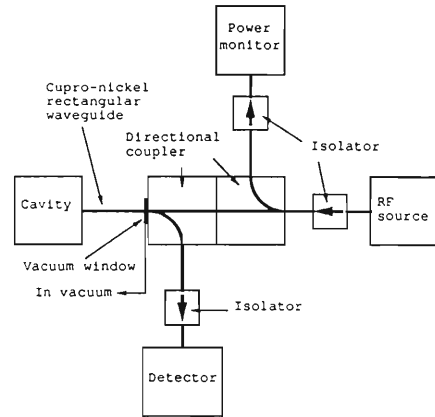 Power
monitor
Cupro-nickel
rectangular
waveguide
Directional
coupler
Isolator
Cavity
RF
source
Vacuum window
In vacuum
Isolator
Detector